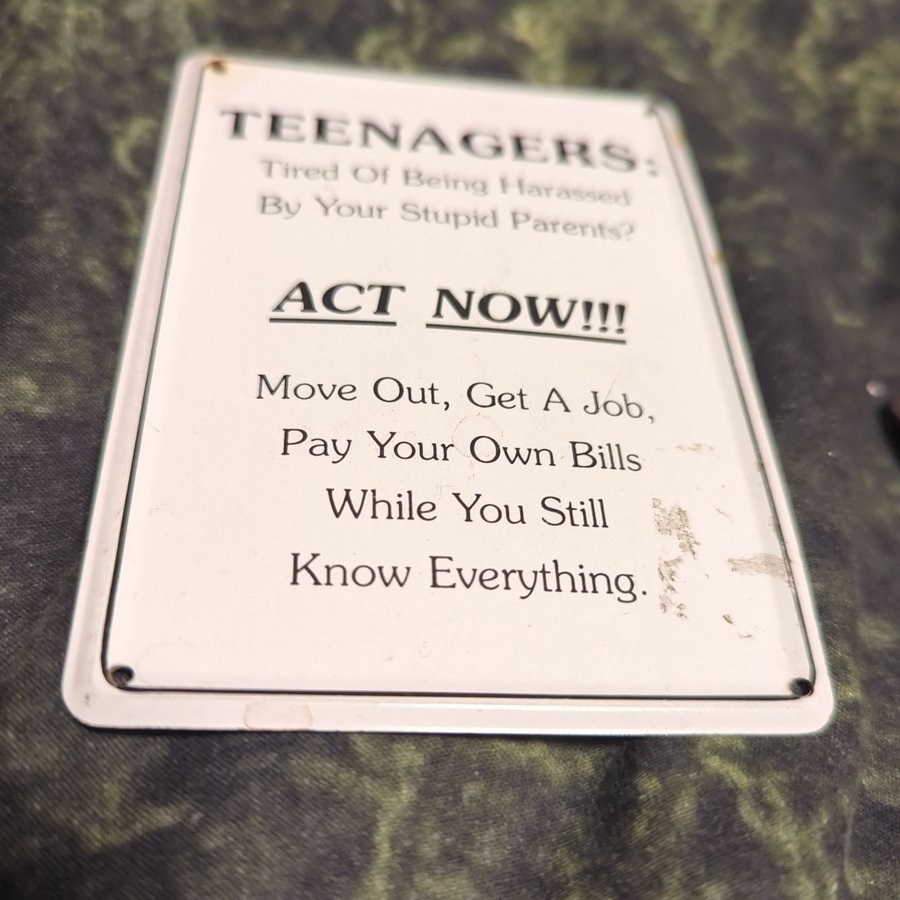 TEENAGERS:
Tired Of Being Harassed
By Your Stupid Parents?
ACT NOW!!!
Move Out, Get A Job,
Pay Your Own Bills
While You Still
Know Everything.